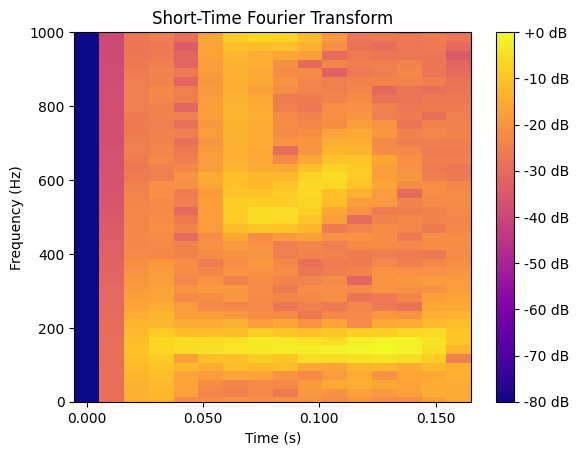 Short-Time Fourier Transform
1000
800
600
400
200
0
Frequency (Hz)
0.000
0.050
0.100
0.150
Time (s)
+0 dB
-10 dB
-20 dB
-30 dB
-40 dB
-50 dB
-60 dB
-70 dB
-80 dB